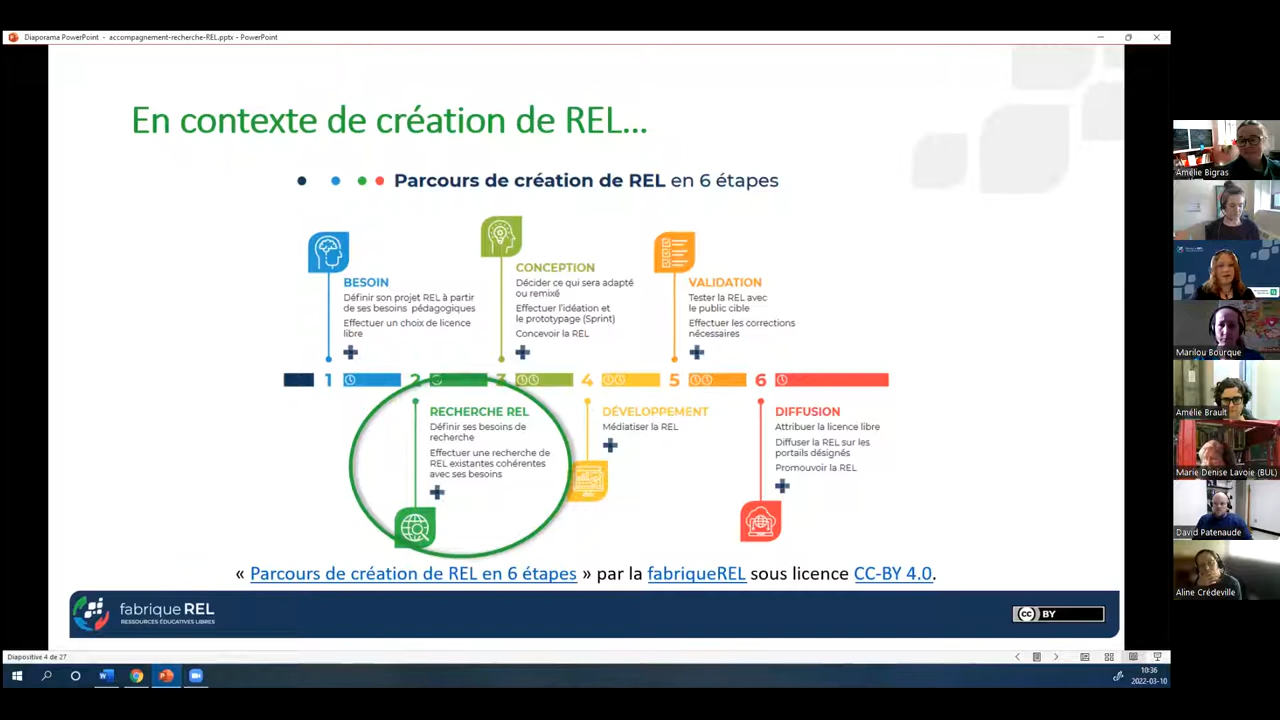 Diaporama PowerPoint - accompagnement-recherche-REL.pptx - PowerPoint
En contexte de création de REL...
Parcours de création de REL en 6 étapes
BESOIN
Définir son projet REL à partir
de ses besoins pédagogiques
Effectuer un choix de licence
libre
CONCEPTION
Décider ce qui sera adapté
ou remixé
Effectuer l'idéation et
le prototypage (Sprint)
Concevoir la REL
VALIDATION
Tester la REL avec
le public cible
Effectuer les corrections
nécessaires
1 2 3 4 5 6
RECHERCHE REL
Définir ses besoins de
recherche
Effectuer une recherche de
REL existantes cohérentes
avec ses besoins
DÉVELOPPEMENT
Médiatiser la REL
DIFFUSION
Attribuer la licence libre
Diffuser la REL sur les
portails désignés
Promouvoir la REL
« Parcours de création de REL en 6 étapes » par la fabriqueREL sous licence CC-BY 4.0.
fabrique REL
RESSOURCES ÉDUCATIVES LIBRES
cc BY
Diapositive 4 de 27
10:36
2022-03-10
Amélie Bigras
Marilou Bourque
Amélie Brault
Marie Denise Lavoie (BUL)
David Patenaude
Aline Crédeville